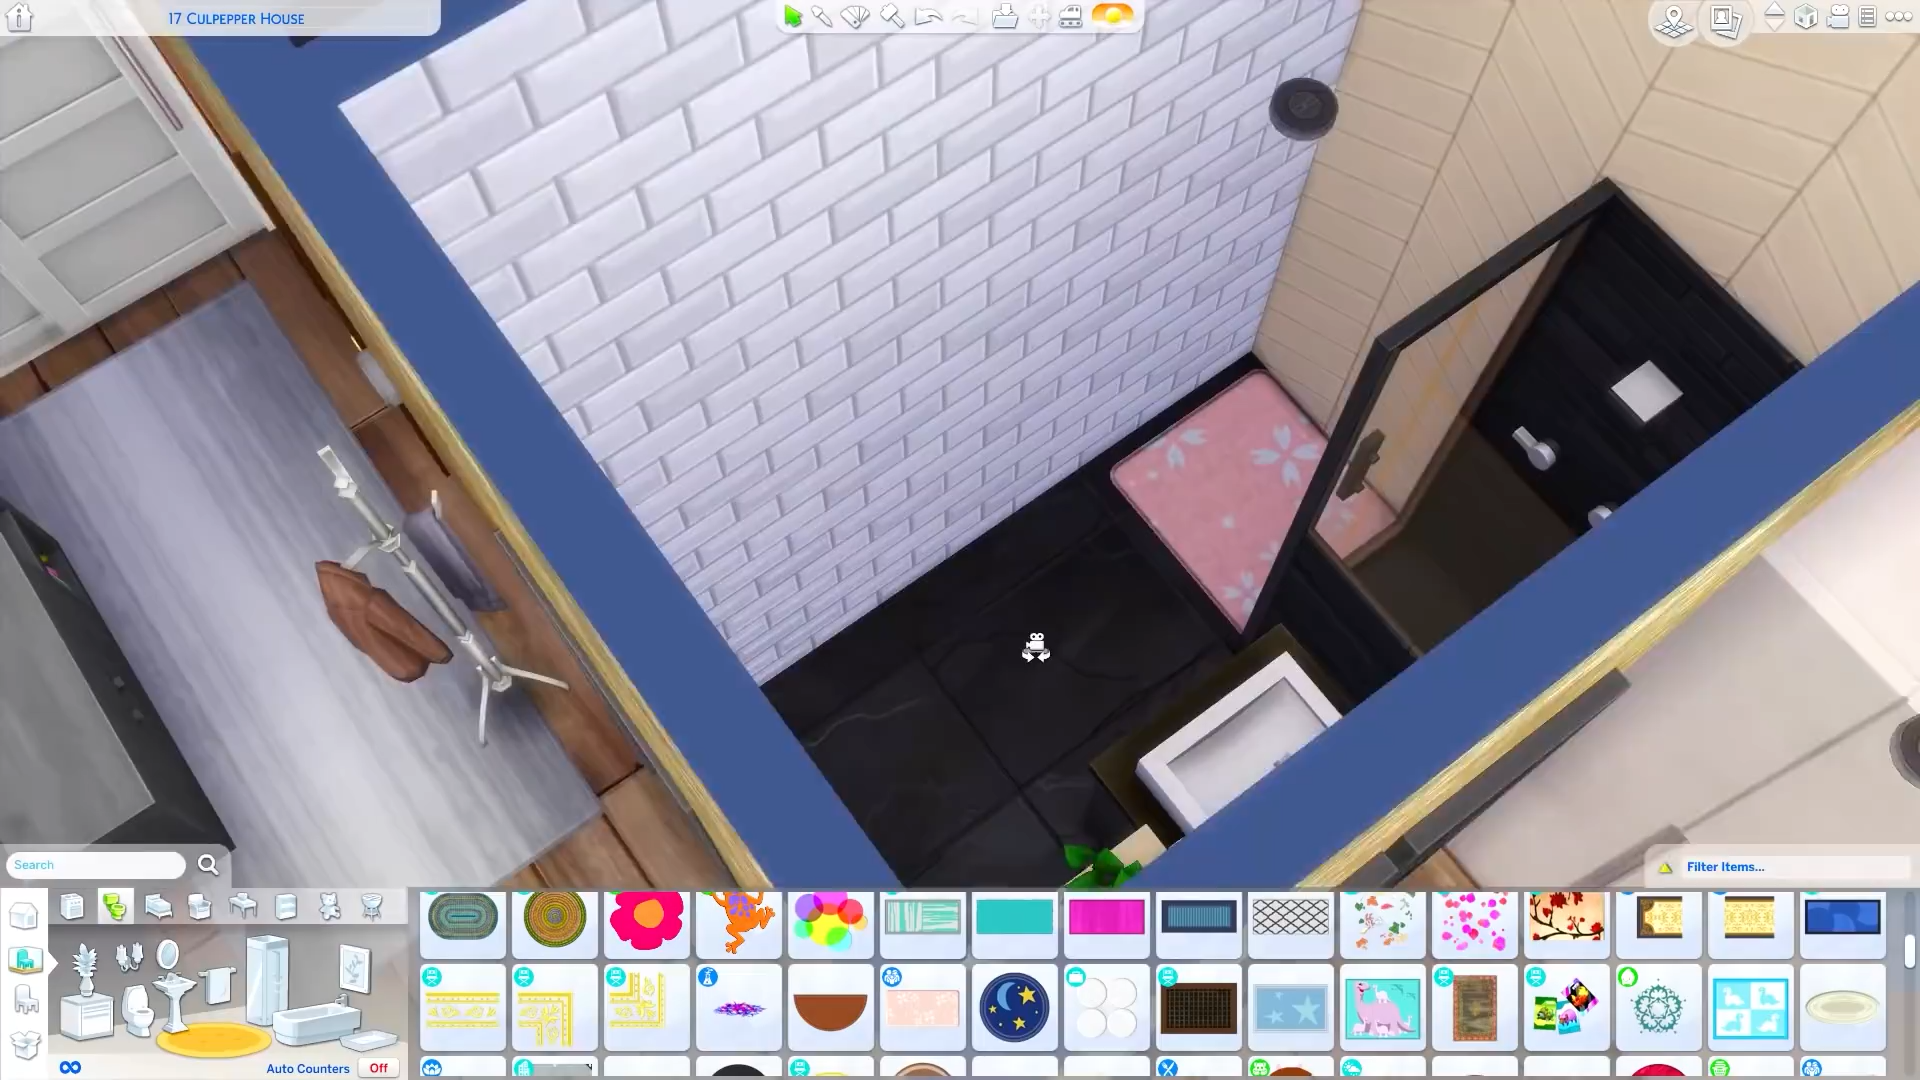 17 CULPEPPER HOUSE
Search
Filter Items...
Auto Counters Off